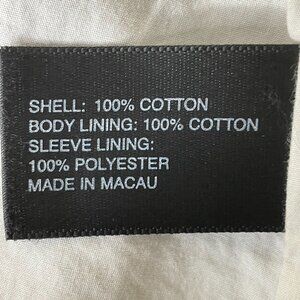 SHELL: 100% COTTON
BODY LINING: 100% COTTON
SLEEVE LINING:
100% POLYESTER
MADE IN MACAU